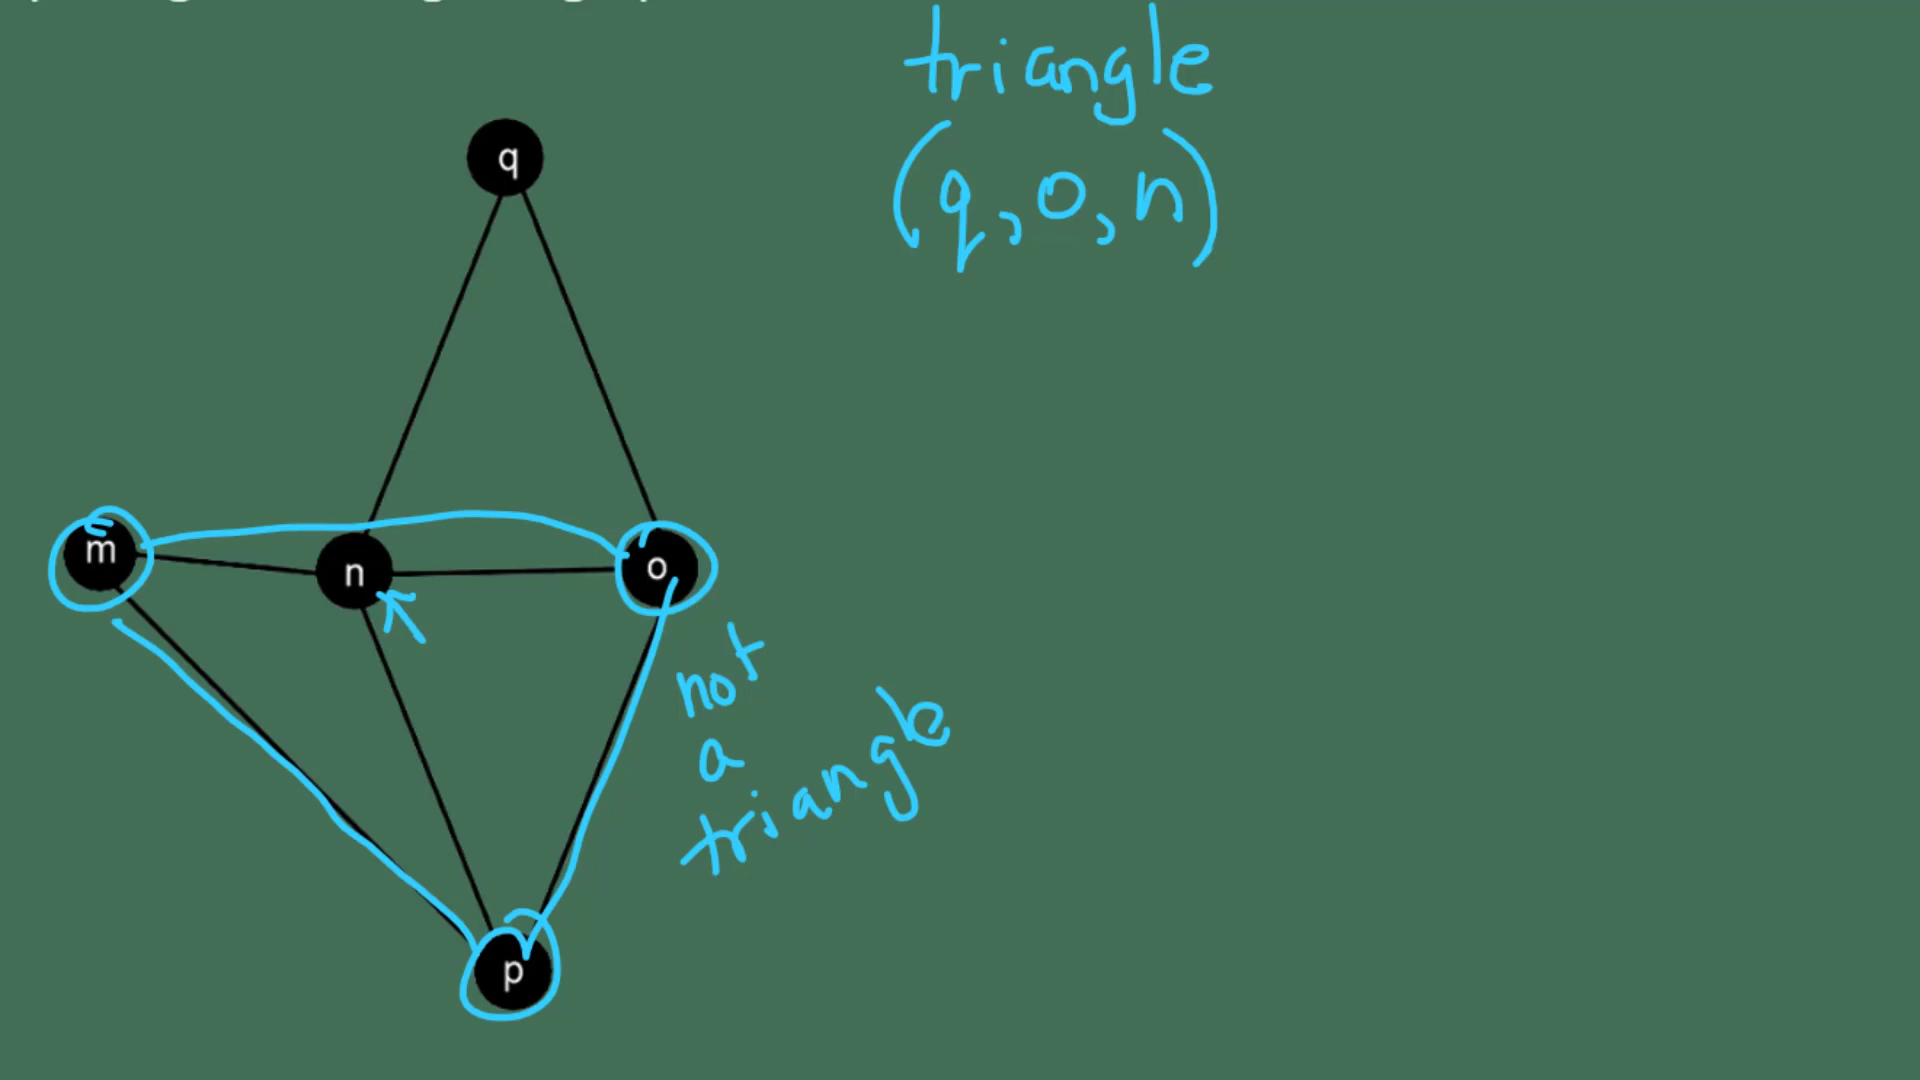 triangle
(q, o, n)
q
m
n
o
not
a
triangle
p